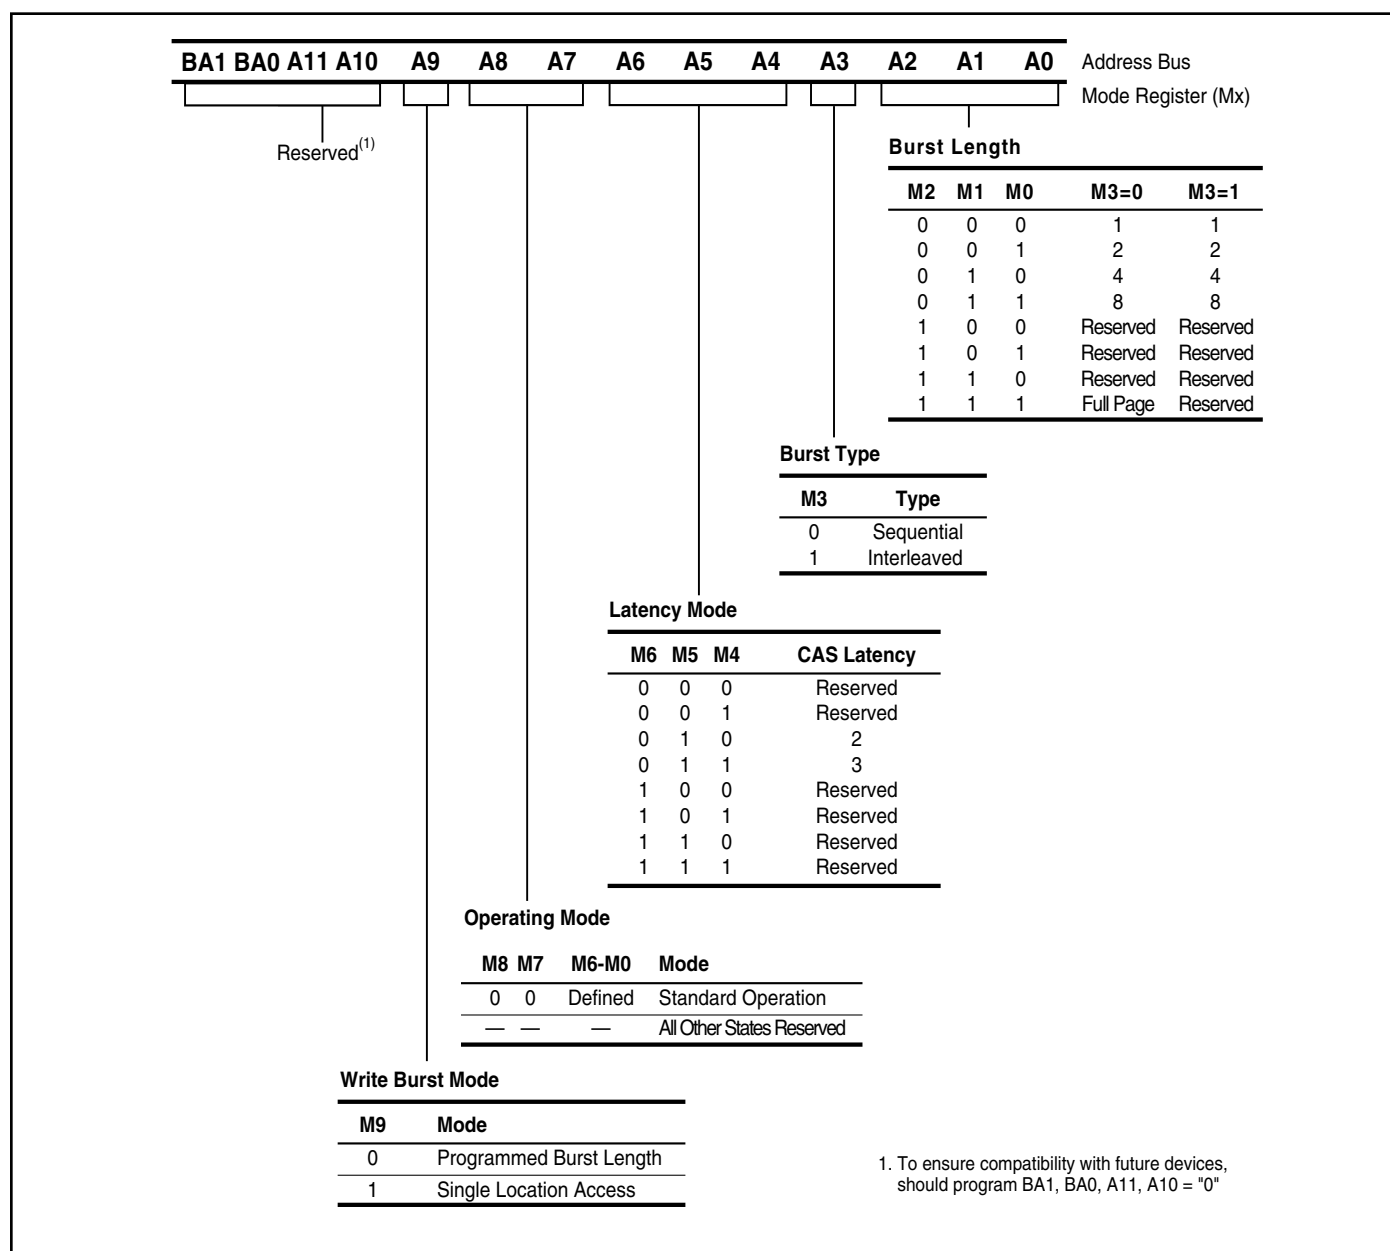 BA1 BA0 A11 A10 A9 A8 A7 A6 A5 A4 A3 A2 A1 A0 Address Bus
Mode Register (Mx)
Reserved(1)
Burst Length
M2 M1 M0 M3=0 M3=1
0 0 0 1 1
0 0 1 2 2
0 1 0 4 4
0 1 1 8 8
1 0 0 Reserved Reserved
1 0 1 Reserved Reserved
1 1 0 Reserved Reserved
1 1 1 Full Page Reserved
Burst Type
M3 Type
0 Sequential
1 Interleaved
Latency Mode
M6 M5 M4 CAS Latency
0 0 0 Reserved
0 0 1 Reserved
0 1 0 2
0 1 1 3
1 0 0 Reserved
1 0 1 Reserved
1 1 0 Reserved
1 1 1 Reserved
Operating Mode
M8 M7 M6-M0 Mode
0 0 Defined Standard Operation
— — — All Other States Reserved
Write Burst Mode
M9 Mode
0 Programmed Burst Length
1 Single Location Access
1. To ensure compatibility with future devices,
should program BA1, BA0, A11, A10 = "0"